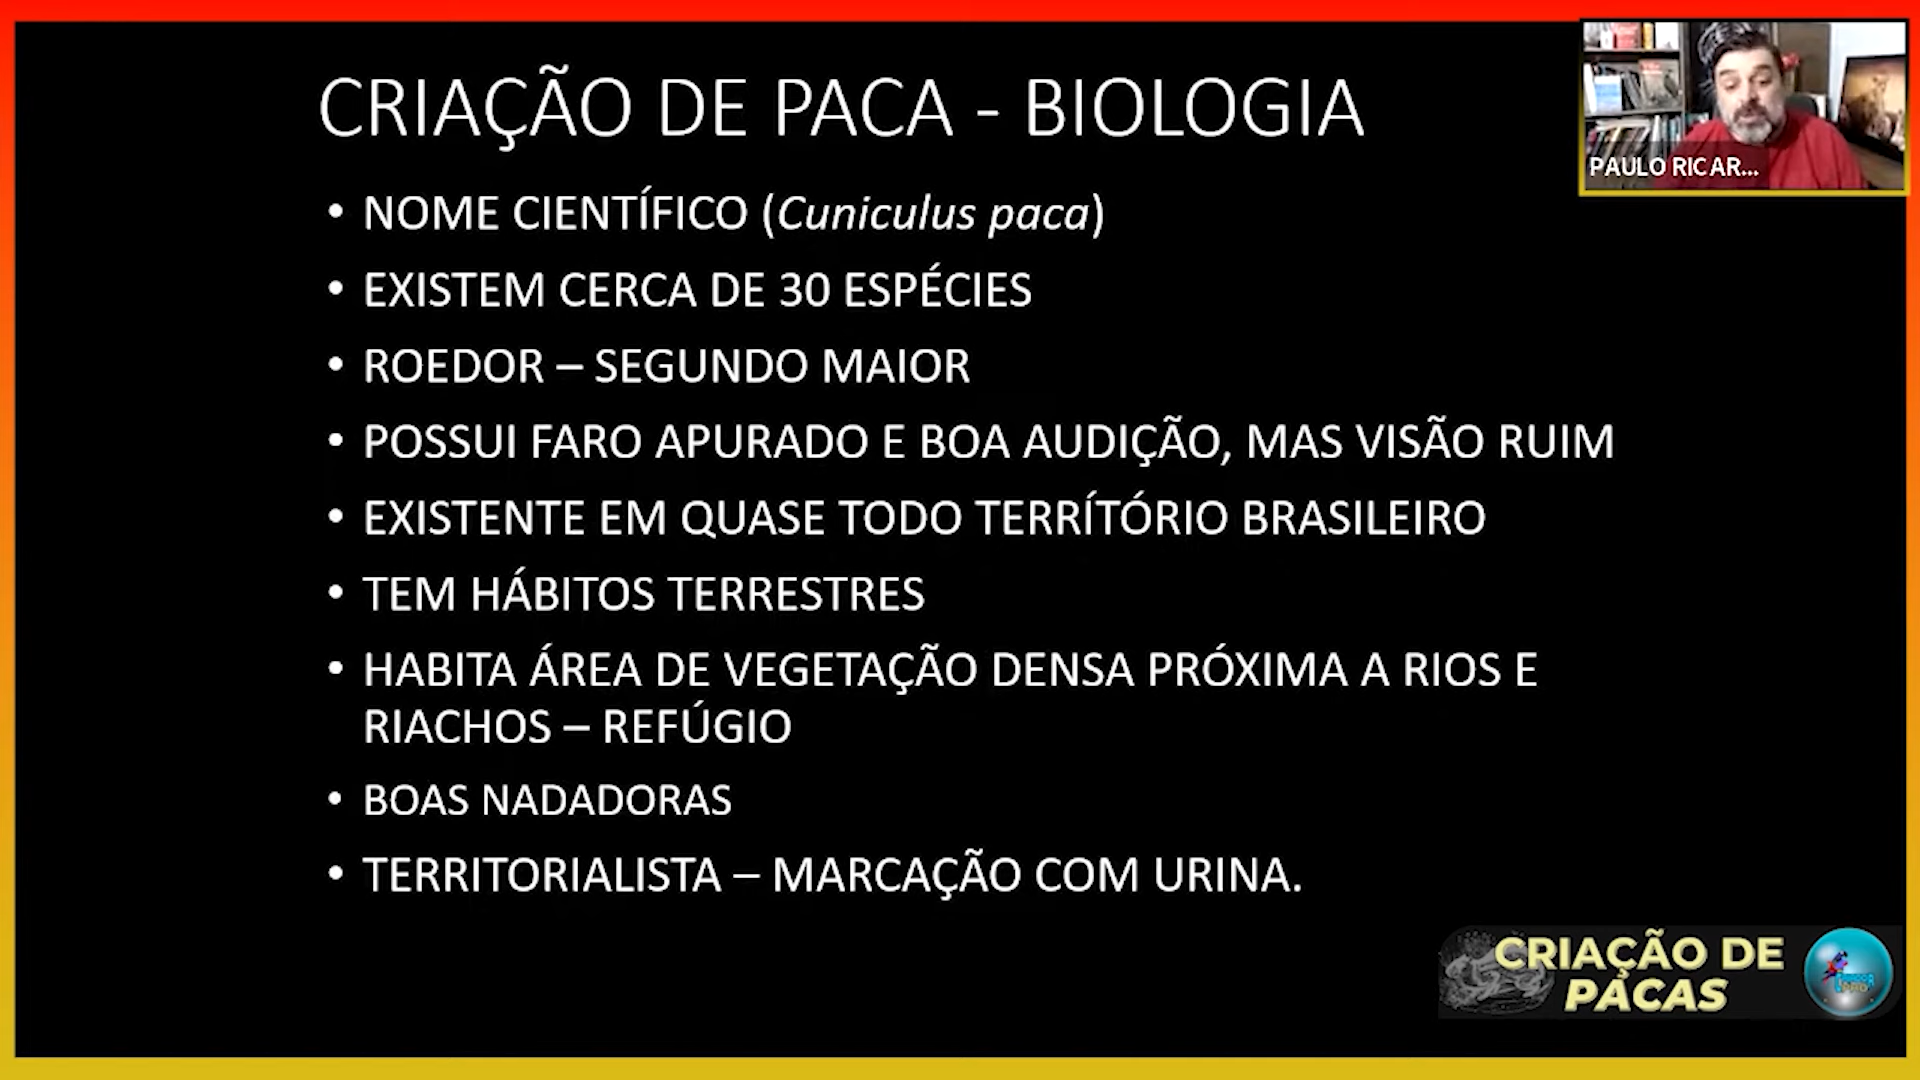 CRIAÇÃO DE PACA - BIOLOGIA
PAULO RICAR...
• NOME CIENTÍFICO (Cuniculus paca)
• EXISTEM CERCA DE 30 ESPÉCIES
• ROEDOR – SEGUNDO MAIOR
• POSSUI FARO APURADO E BOA AUDIÇÃO, MAS VISÃO RUIM
• EXISTENTE EM QUASE TODO TERRÍTÓRIO BRASILEIRO
• TEM HÁBITOS TERRESTRES
• HABITA ÁREA DE VEGETAÇÃO DENSA PRÓXIMA A RIOS E
RIACHOS – REFÚGIO
• BOAS NADADORAS
• TERRITORIALISTA – MARCAÇÃO COM URINA.
CRIAÇÃO DE
PACAS